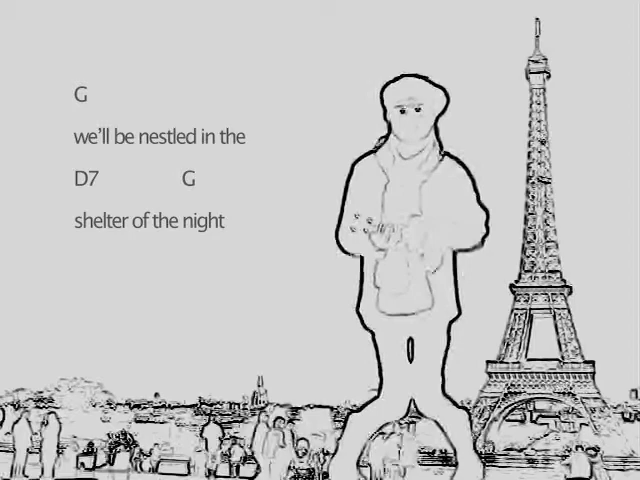 G
we'll be nestled in the
D7 G
shelter of the night